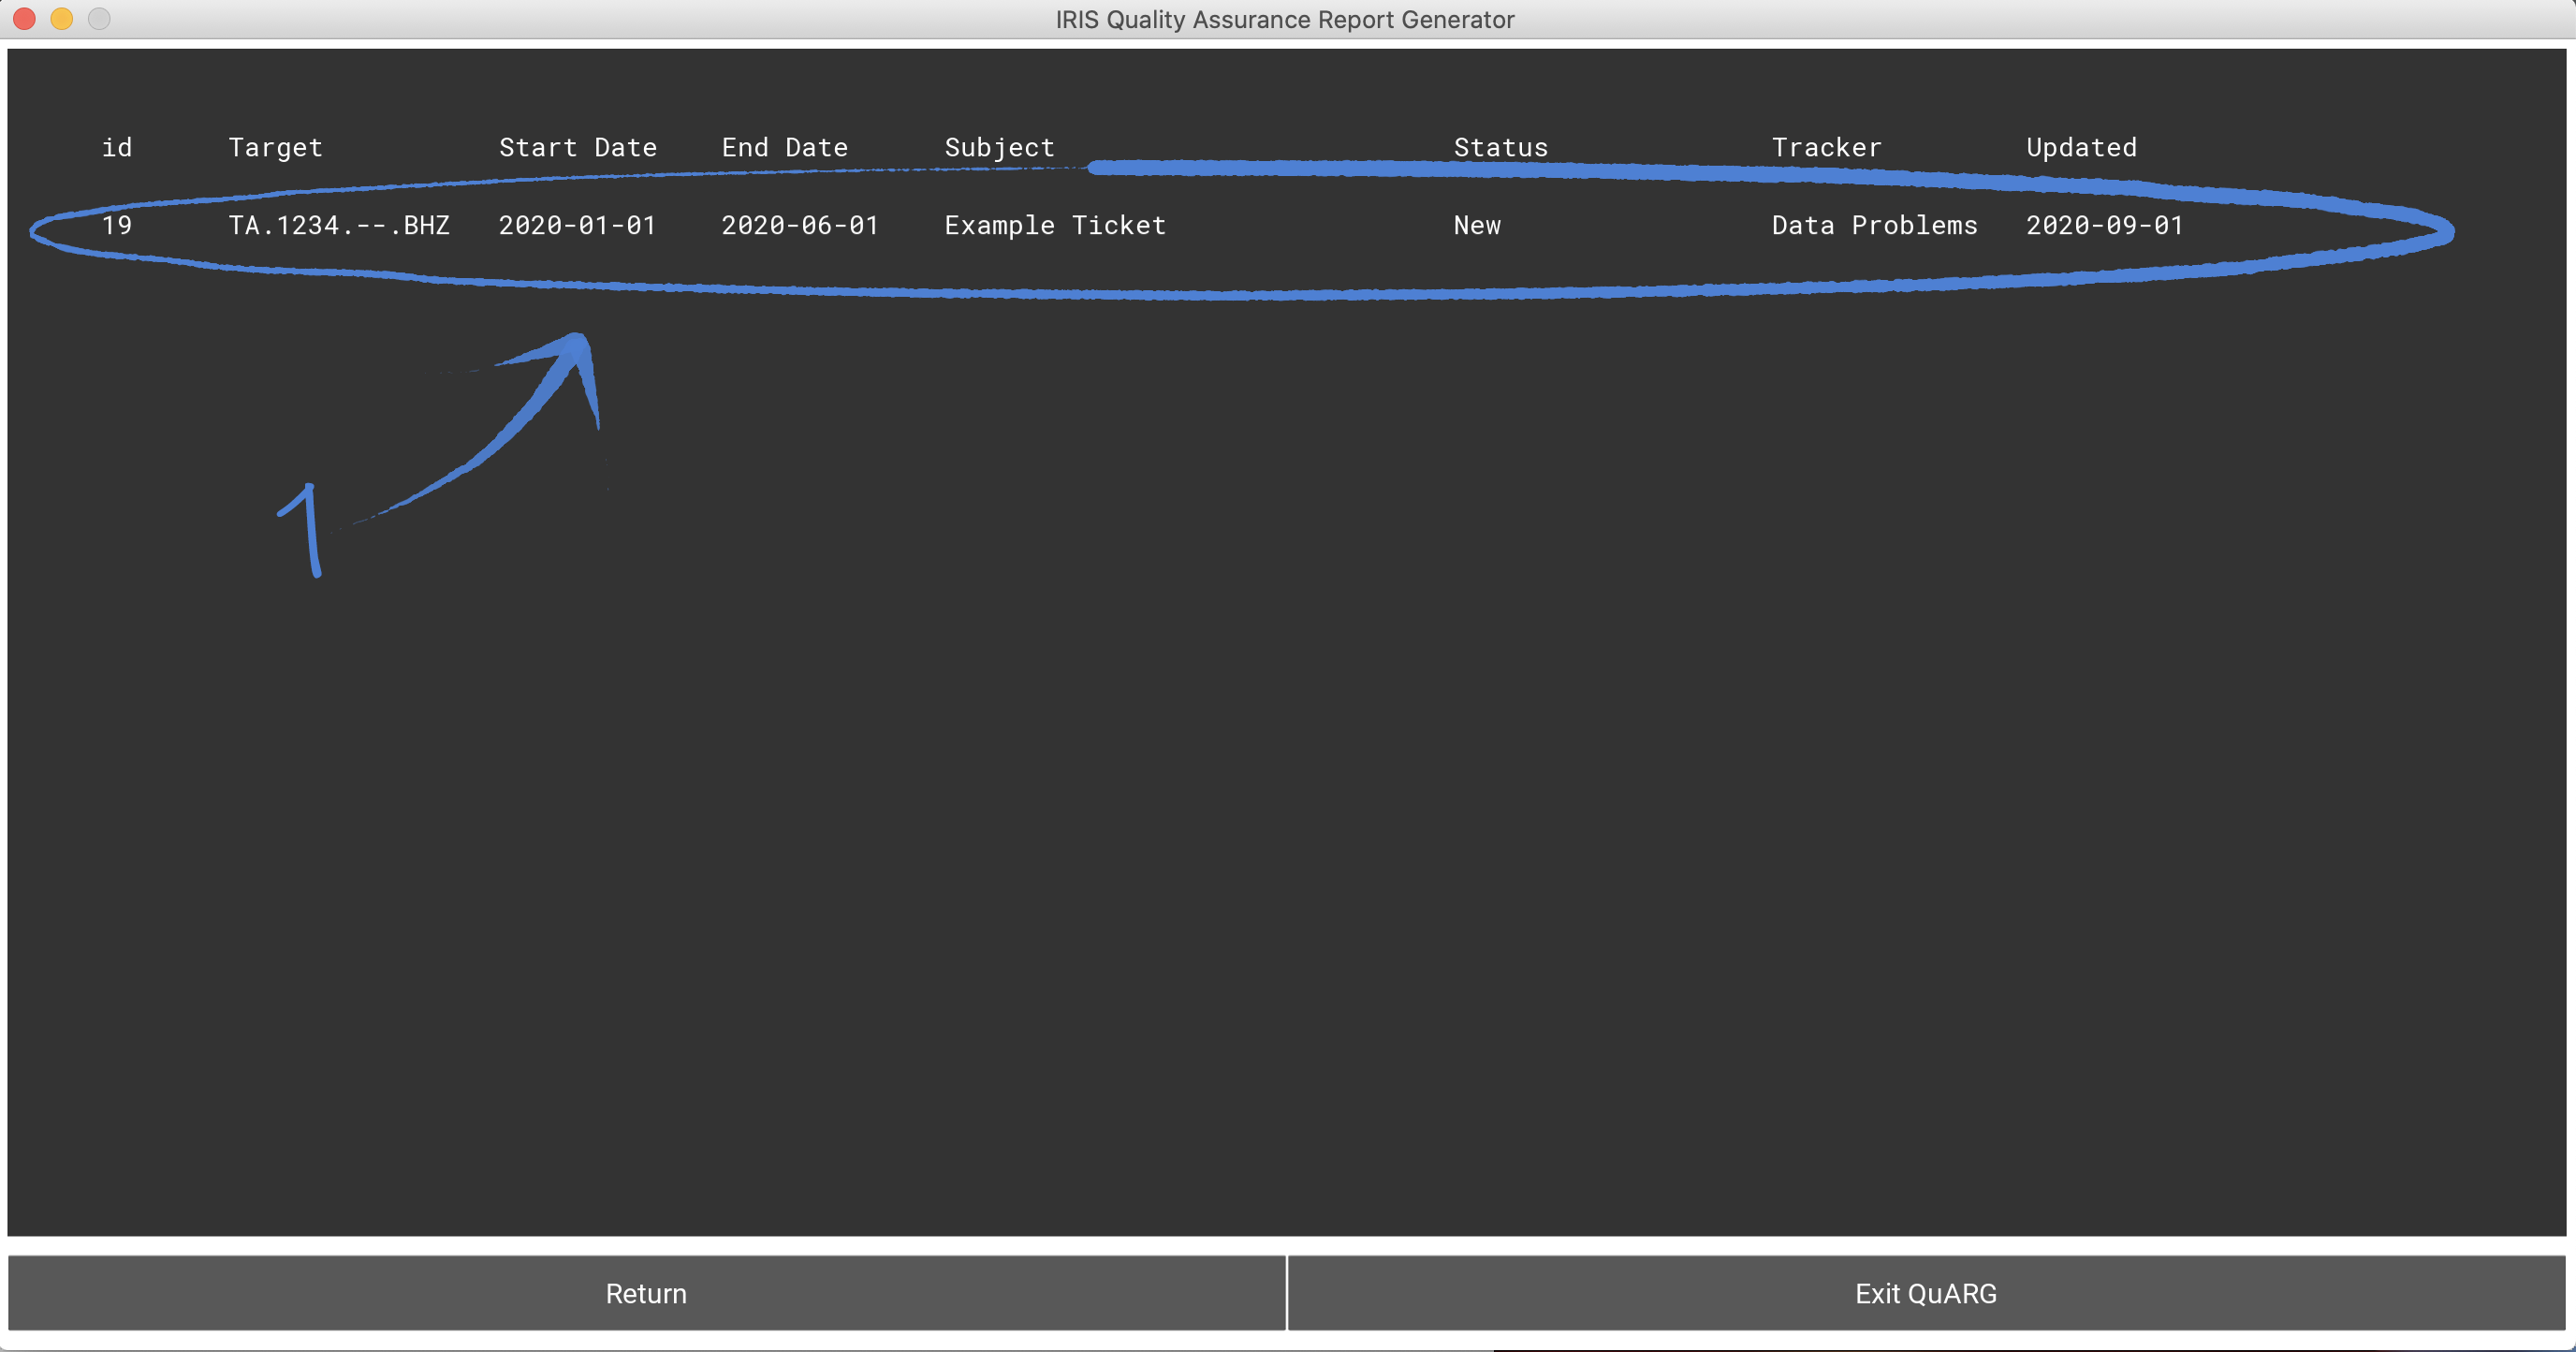 IRIS Quality Assurance Report Generator
id Target Start Date End Date Subject Status Tracker Updated
19 TA.1234.--.BHZ 2020-01-01 2020-06-01 Example Ticket New Data Problems 2020-09-01
1
Return Exit QuARG